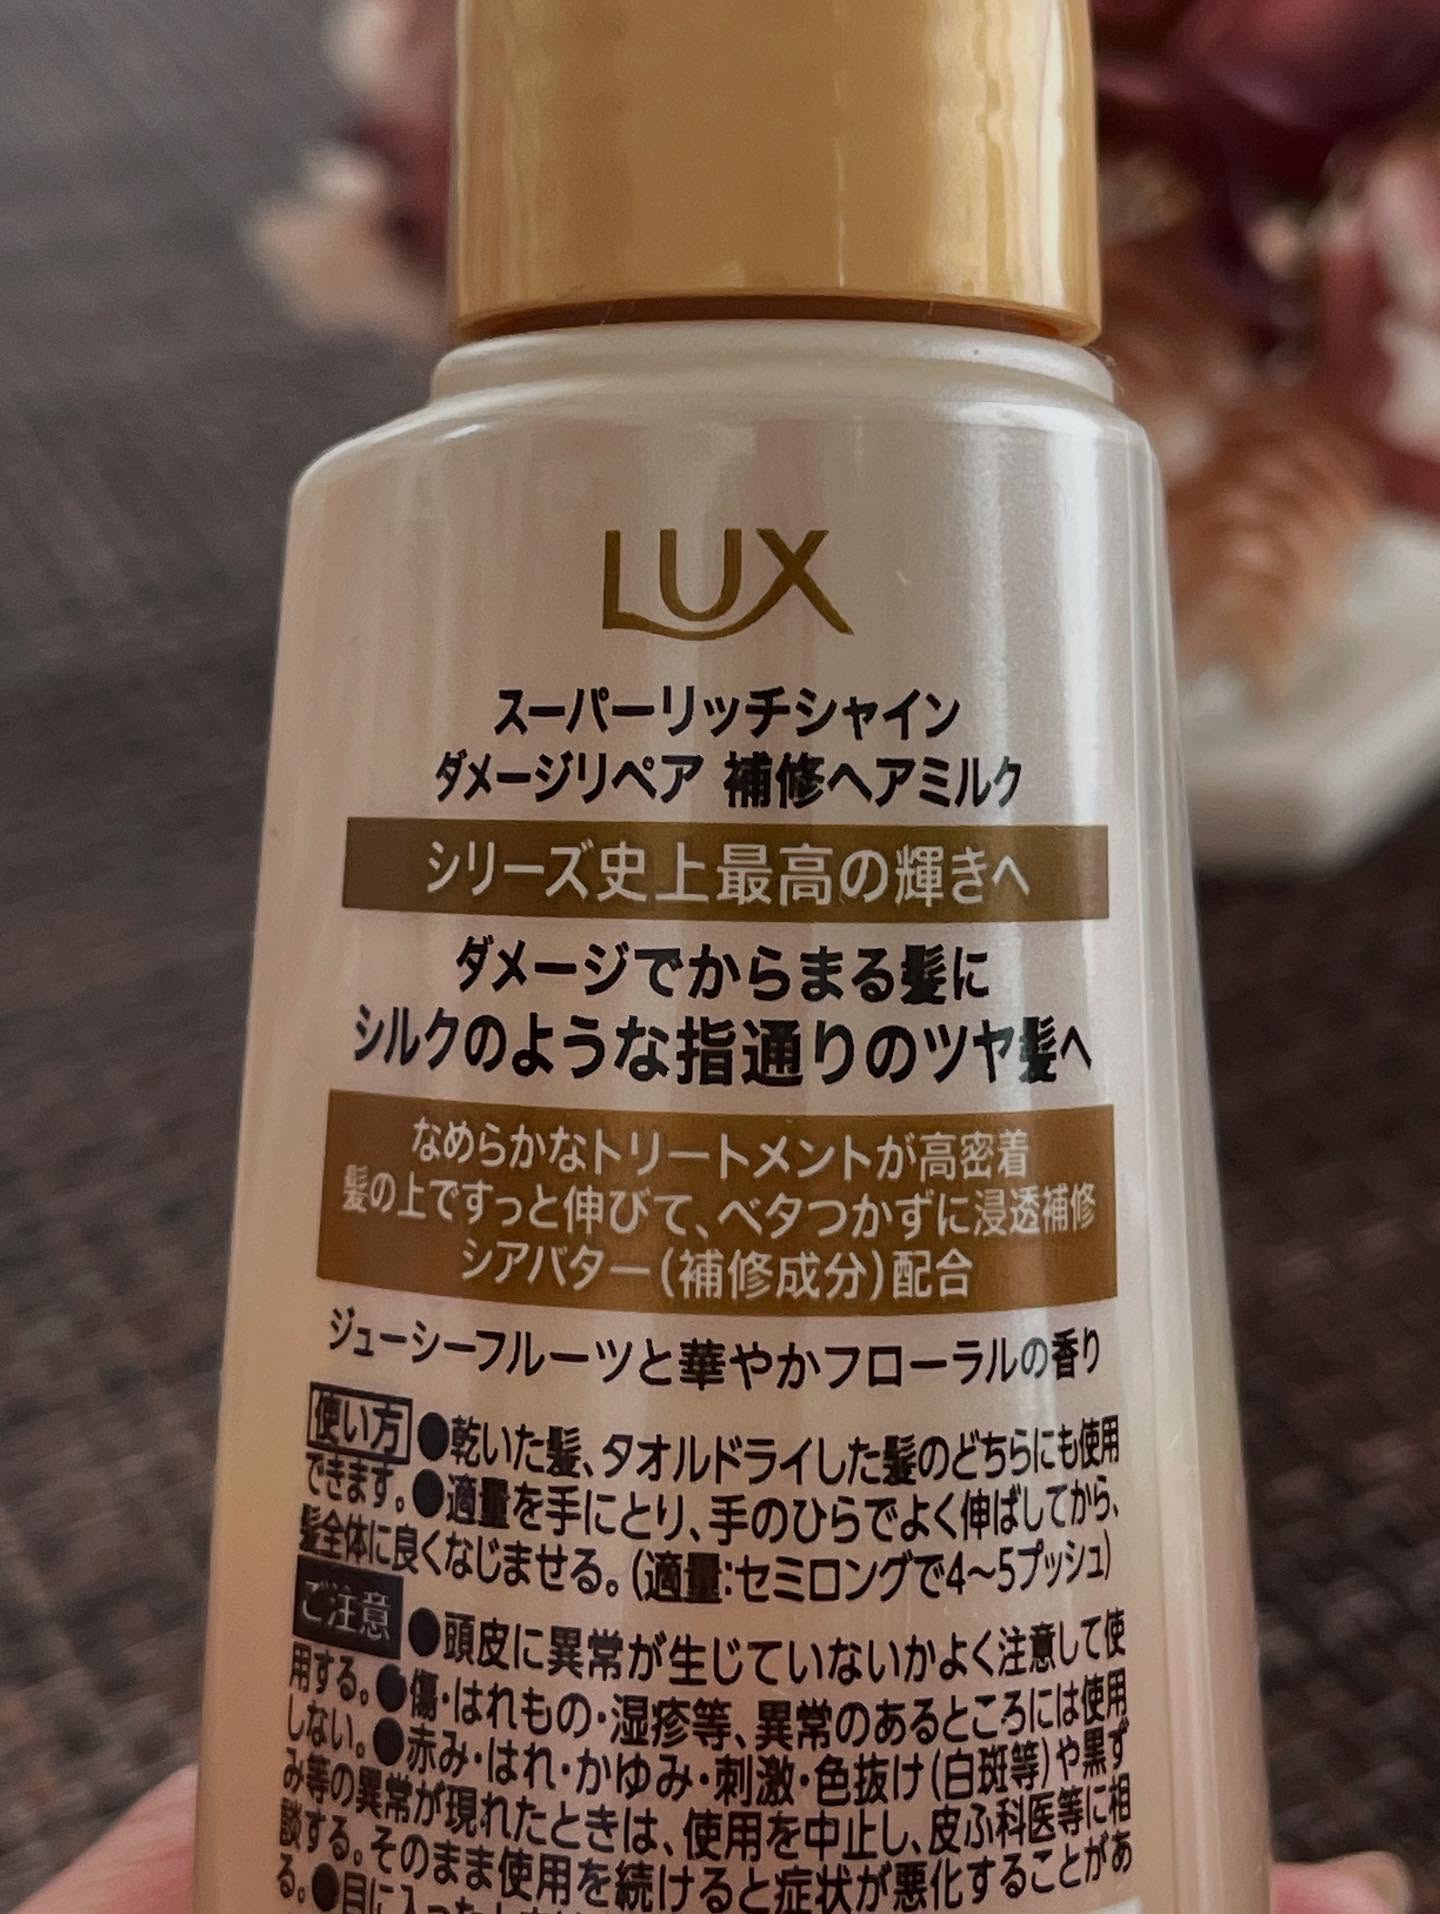 LUX
スーパーリッチシャイン
ダメージリペア 補修ヘアミルク
シリーズ史上最高の輝きへ
ダメージでからまる髪に
シルクのような指通りのツヤ髪へ
なめらかなトリートメントが高密着
髪の上ですっと伸びて、ベタつかずに浸透補修
シアバター(補修成分)配合
ジューシーフルーツと華やかフローラルの香り
使い方 ●乾いた髪、タオルドライした髪のどちらにも使用
できます。●適量を手にとり、手のひらでよく伸ばしてから、
髪全体に良くなじませる。(適量:セミロングで4〜5プッシュ)
ご注意 ●頭皮に異常が生じていないかよく注意して使
用する。●傷・はれもの・湿疹等、異常のあるところには使用
しない。●赤み・はれ・かゆみ・刺激・色抜け(白斑等)や黒ず
み等の異常が現れたときは、使用を中止し、皮ふ科医等に相
談する。そのまま使用を続けると症状が悪化することがあ
る。●目に入った